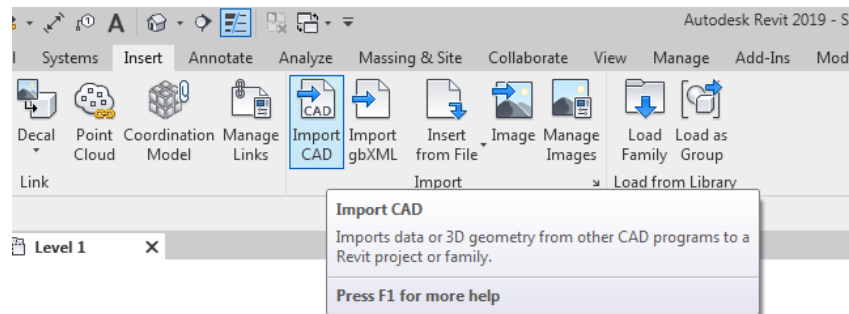 A
Autodesk Revit 2019 - S
Systems Insert Annotate Analyze Massing & Site Collaborate View Manage Add-Ins Mod
CAD
Decal Point Coordination Manage Import Import Insert Image Manage Load Load as
Cloud Model Links CAD gbXML from File Images Family Group
Link Import Load from Library
Import CAD
Imports data or 3D geometry from other CAD programs to a
Revit project or family.
Press F1 for more help
Level 1 X